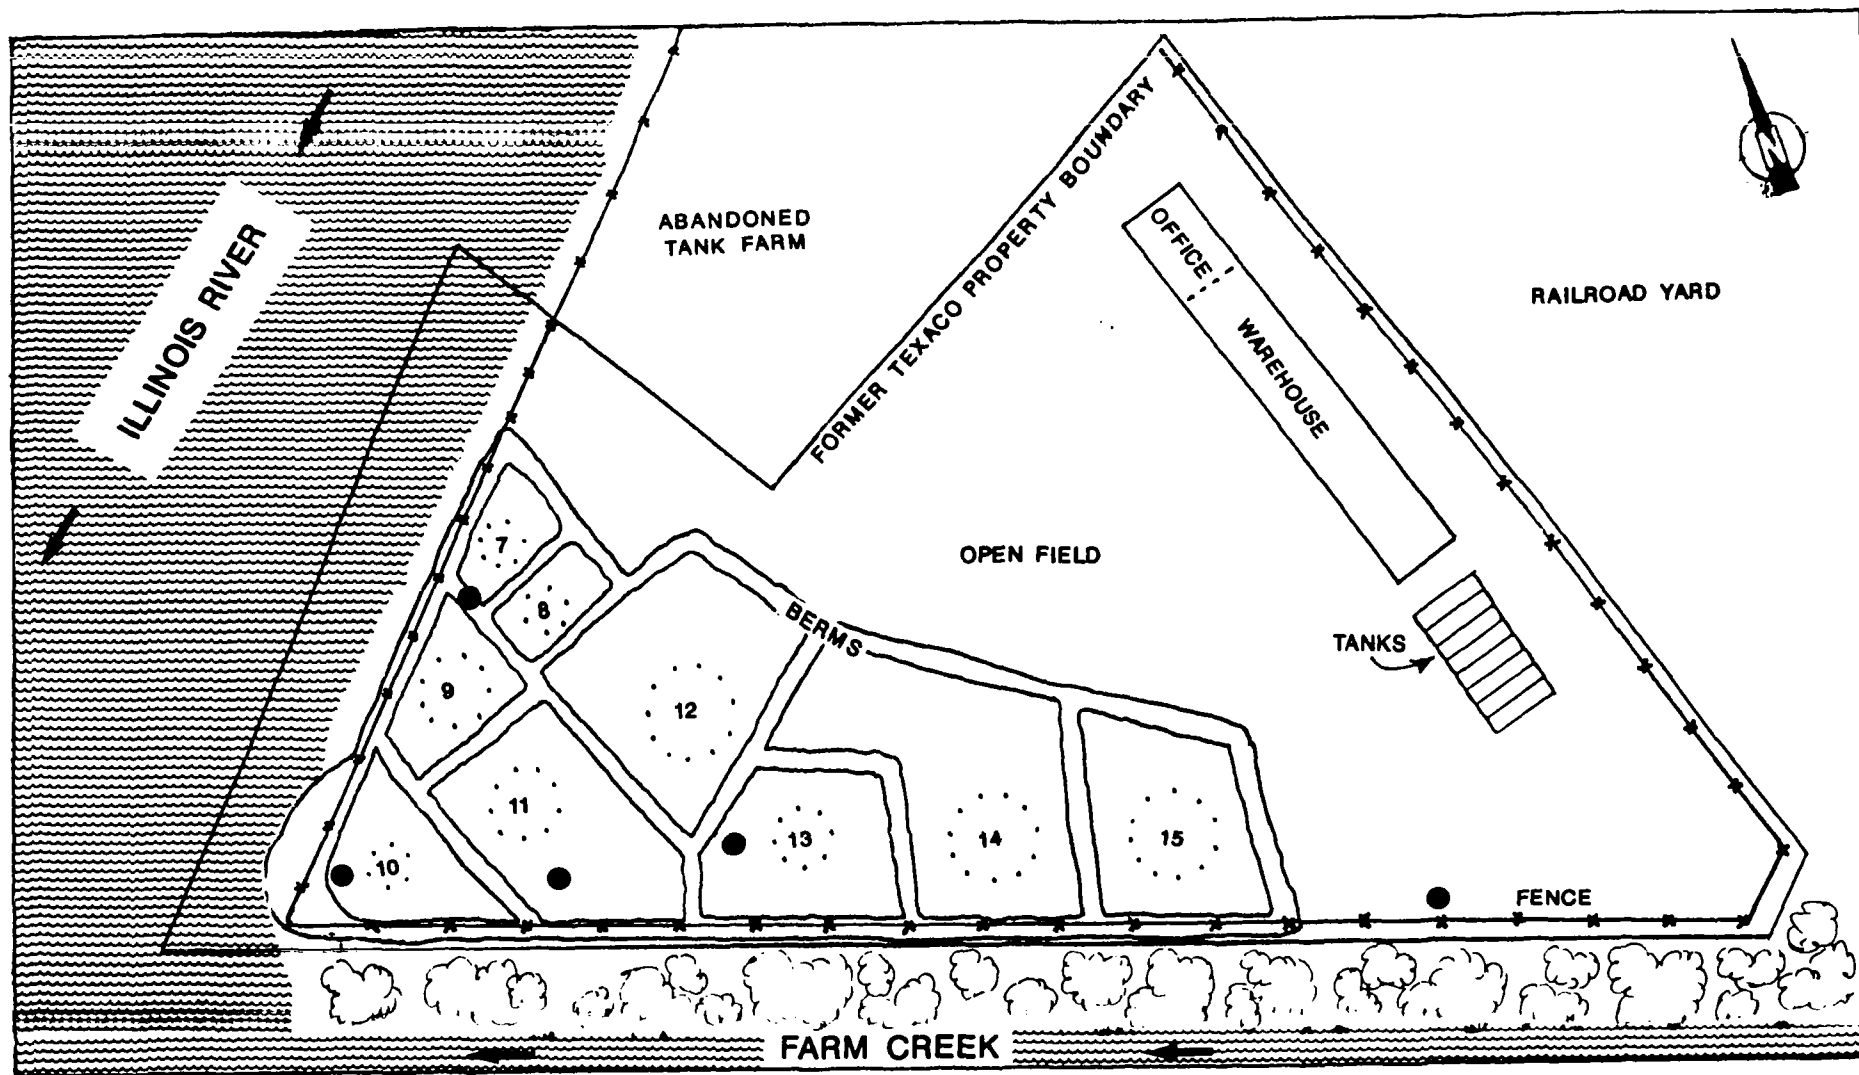 ABANDONED
TANK FARM
FORMER TEXACO PROPERTY BOUNDARY
N
OFFICE
RAILROAD YARD
ILLINOIS RIVER
WAREHOUSE
7
OPEN FIELD
8
BERMS
TANKS
9
12
11
13
14
15
10
FENCE
FARM CREEK